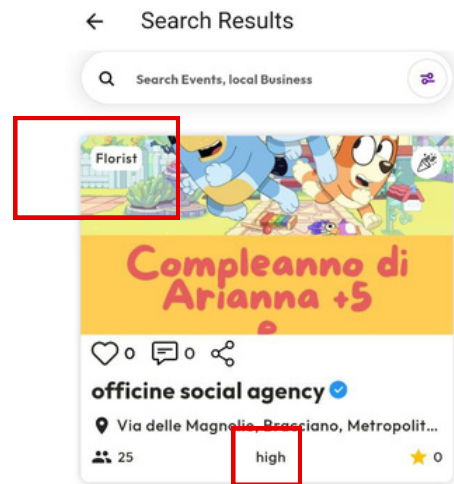 Search Results
Search Events, local Business
Florist
Compleanno di
Arianna +5
e
0 0
officine social agency
Via delle Magnolie, Bracciano, Metropolit...
25 high 0